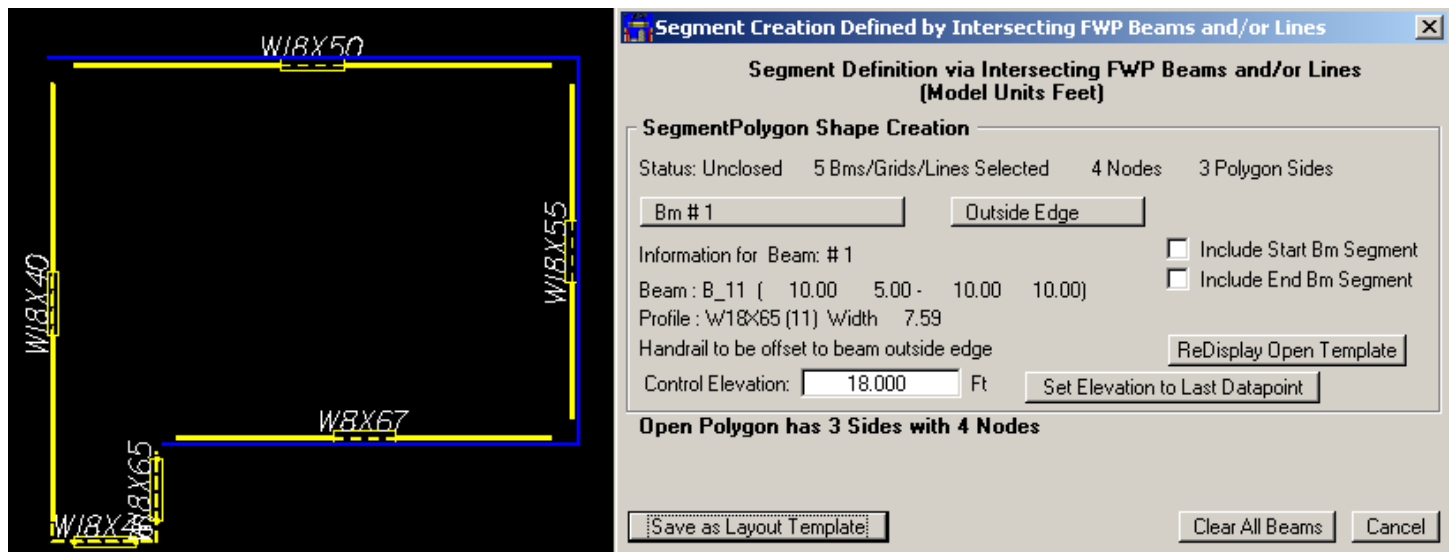 W18X50
W18X55
W18X40
W8X67
W18X65
W18X4
Segment Creation Defined by Intersecting FWP Beams and/or Lines
Segment Definition via Intersecting FWP Beams and/or Lines
(Model Units Feet)
SegmentPolygon Shape Creation
Status: Unclosed 5 Bms/Grids/Lines Selected 4 Nodes 3 Polygon Sides
Bm # 1 Outside Edge
Information for Beam: # 1 Include Start Bm Segment
Include End Bm Segment
Beam : B_11 ( 10.00 5.00 - 10.00 10.00)
Profile : W18X65 (11) Width 7.59
Handrail to be offset to beam outside edge ReDisplay Open Template
Control Elevation: 18.000 Ft Set Elevation to Last Datapoint
Open Polygon has 3 Sides with 4 Nodes
Save as Layout Template Clear All Beams Cancel